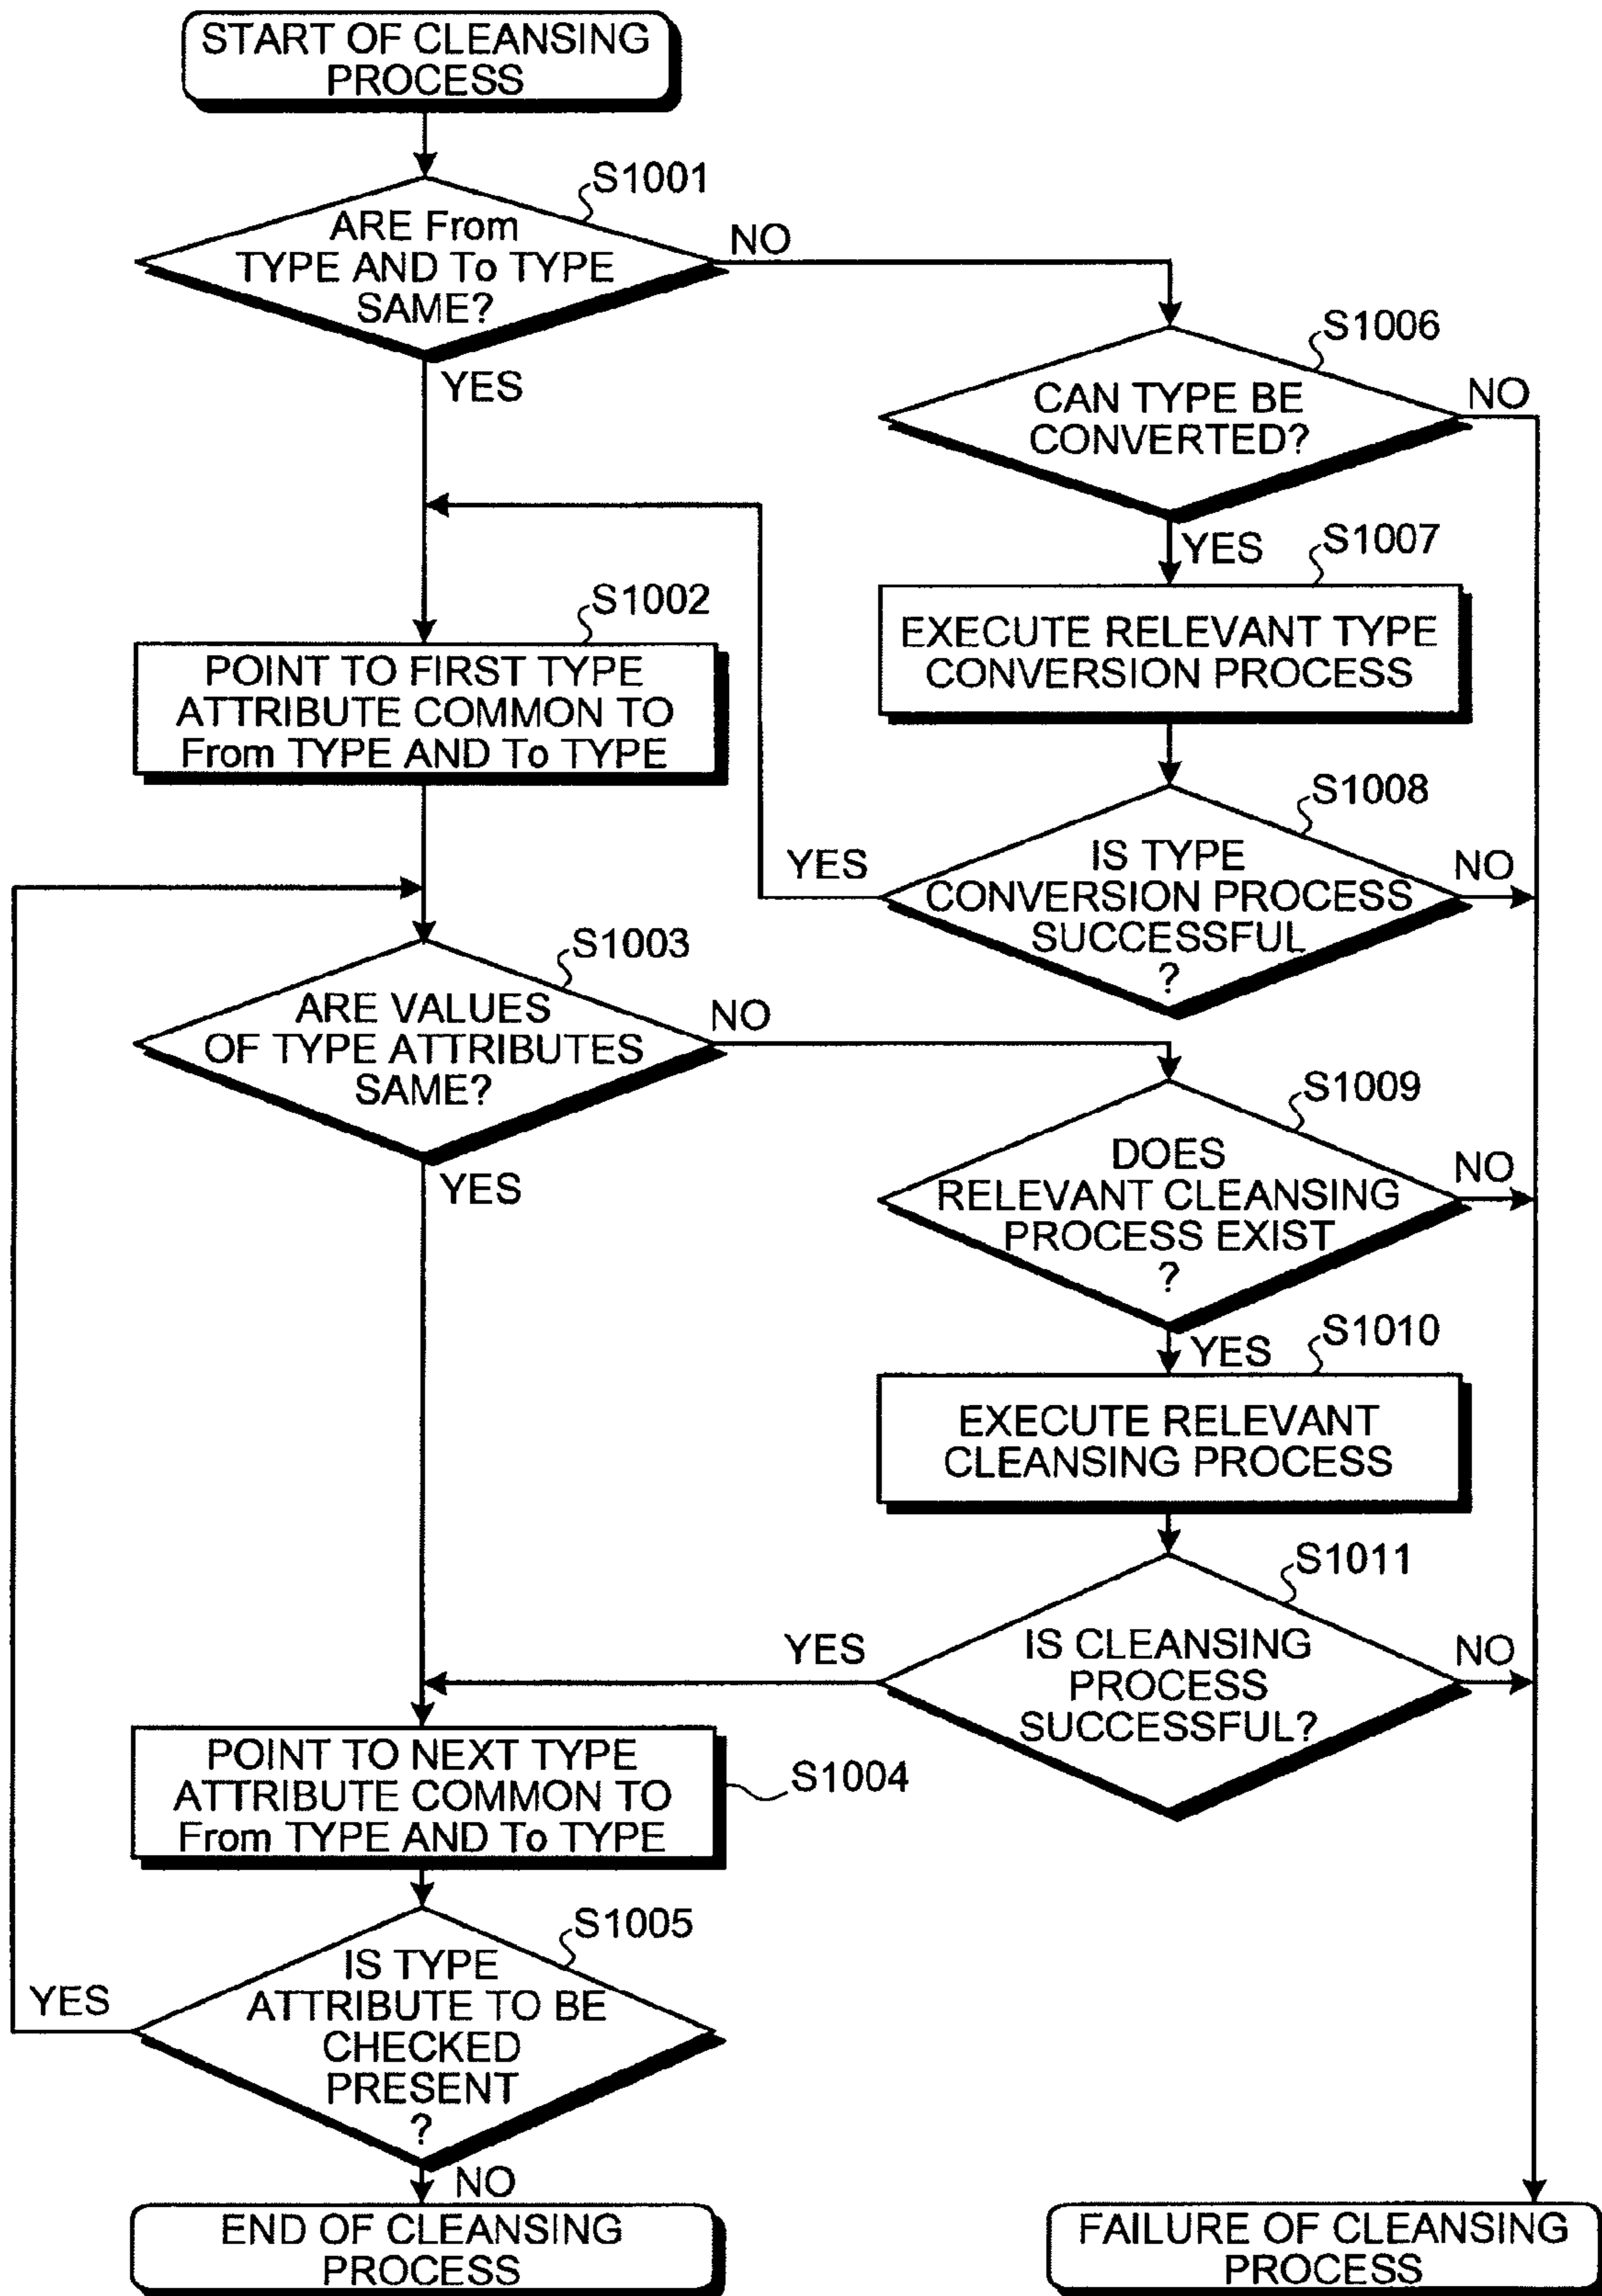 START OF CLEANSING
PROCESS
S1001
ARE From
TYPE AND To TYPE
SAME?
NO
YES
S1006
CAN TYPE BE
CONVERTED?
NO
YES
S1007
EXECUTE RELEVANT TYPE
CONVERSION PROCESS
S1002
POINT TO FIRST TYPE
ATTRIBUTE COMMON TO
From TYPE AND To TYPE
S1008
IS TYPE
CONVERSION PROCESS
SUCCESSFUL
?
YES
NO
S1003
ARE VALUES
OF TYPE ATTRIBUTES
SAME?
NO
YES
S1009
DOES
RELEVANT CLEANSING
PROCESS EXIST
?
NO
YES
S1010
EXECUTE RELEVANT
CLEANSING PROCESS
S1011
IS CLEANSING
PROCESS
SUCCESSFUL?
YES
NO
POINT TO NEXT TYPE
ATTRIBUTE COMMON TO
From TYPE AND To TYPE
S1004
S1005
IS TYPE
ATTRIBUTE TO BE
CHECKED
PRESENT
?
YES
NO
END OF CLEANSING
PROCESS
FAILURE OF CLEANSING
PROCESS